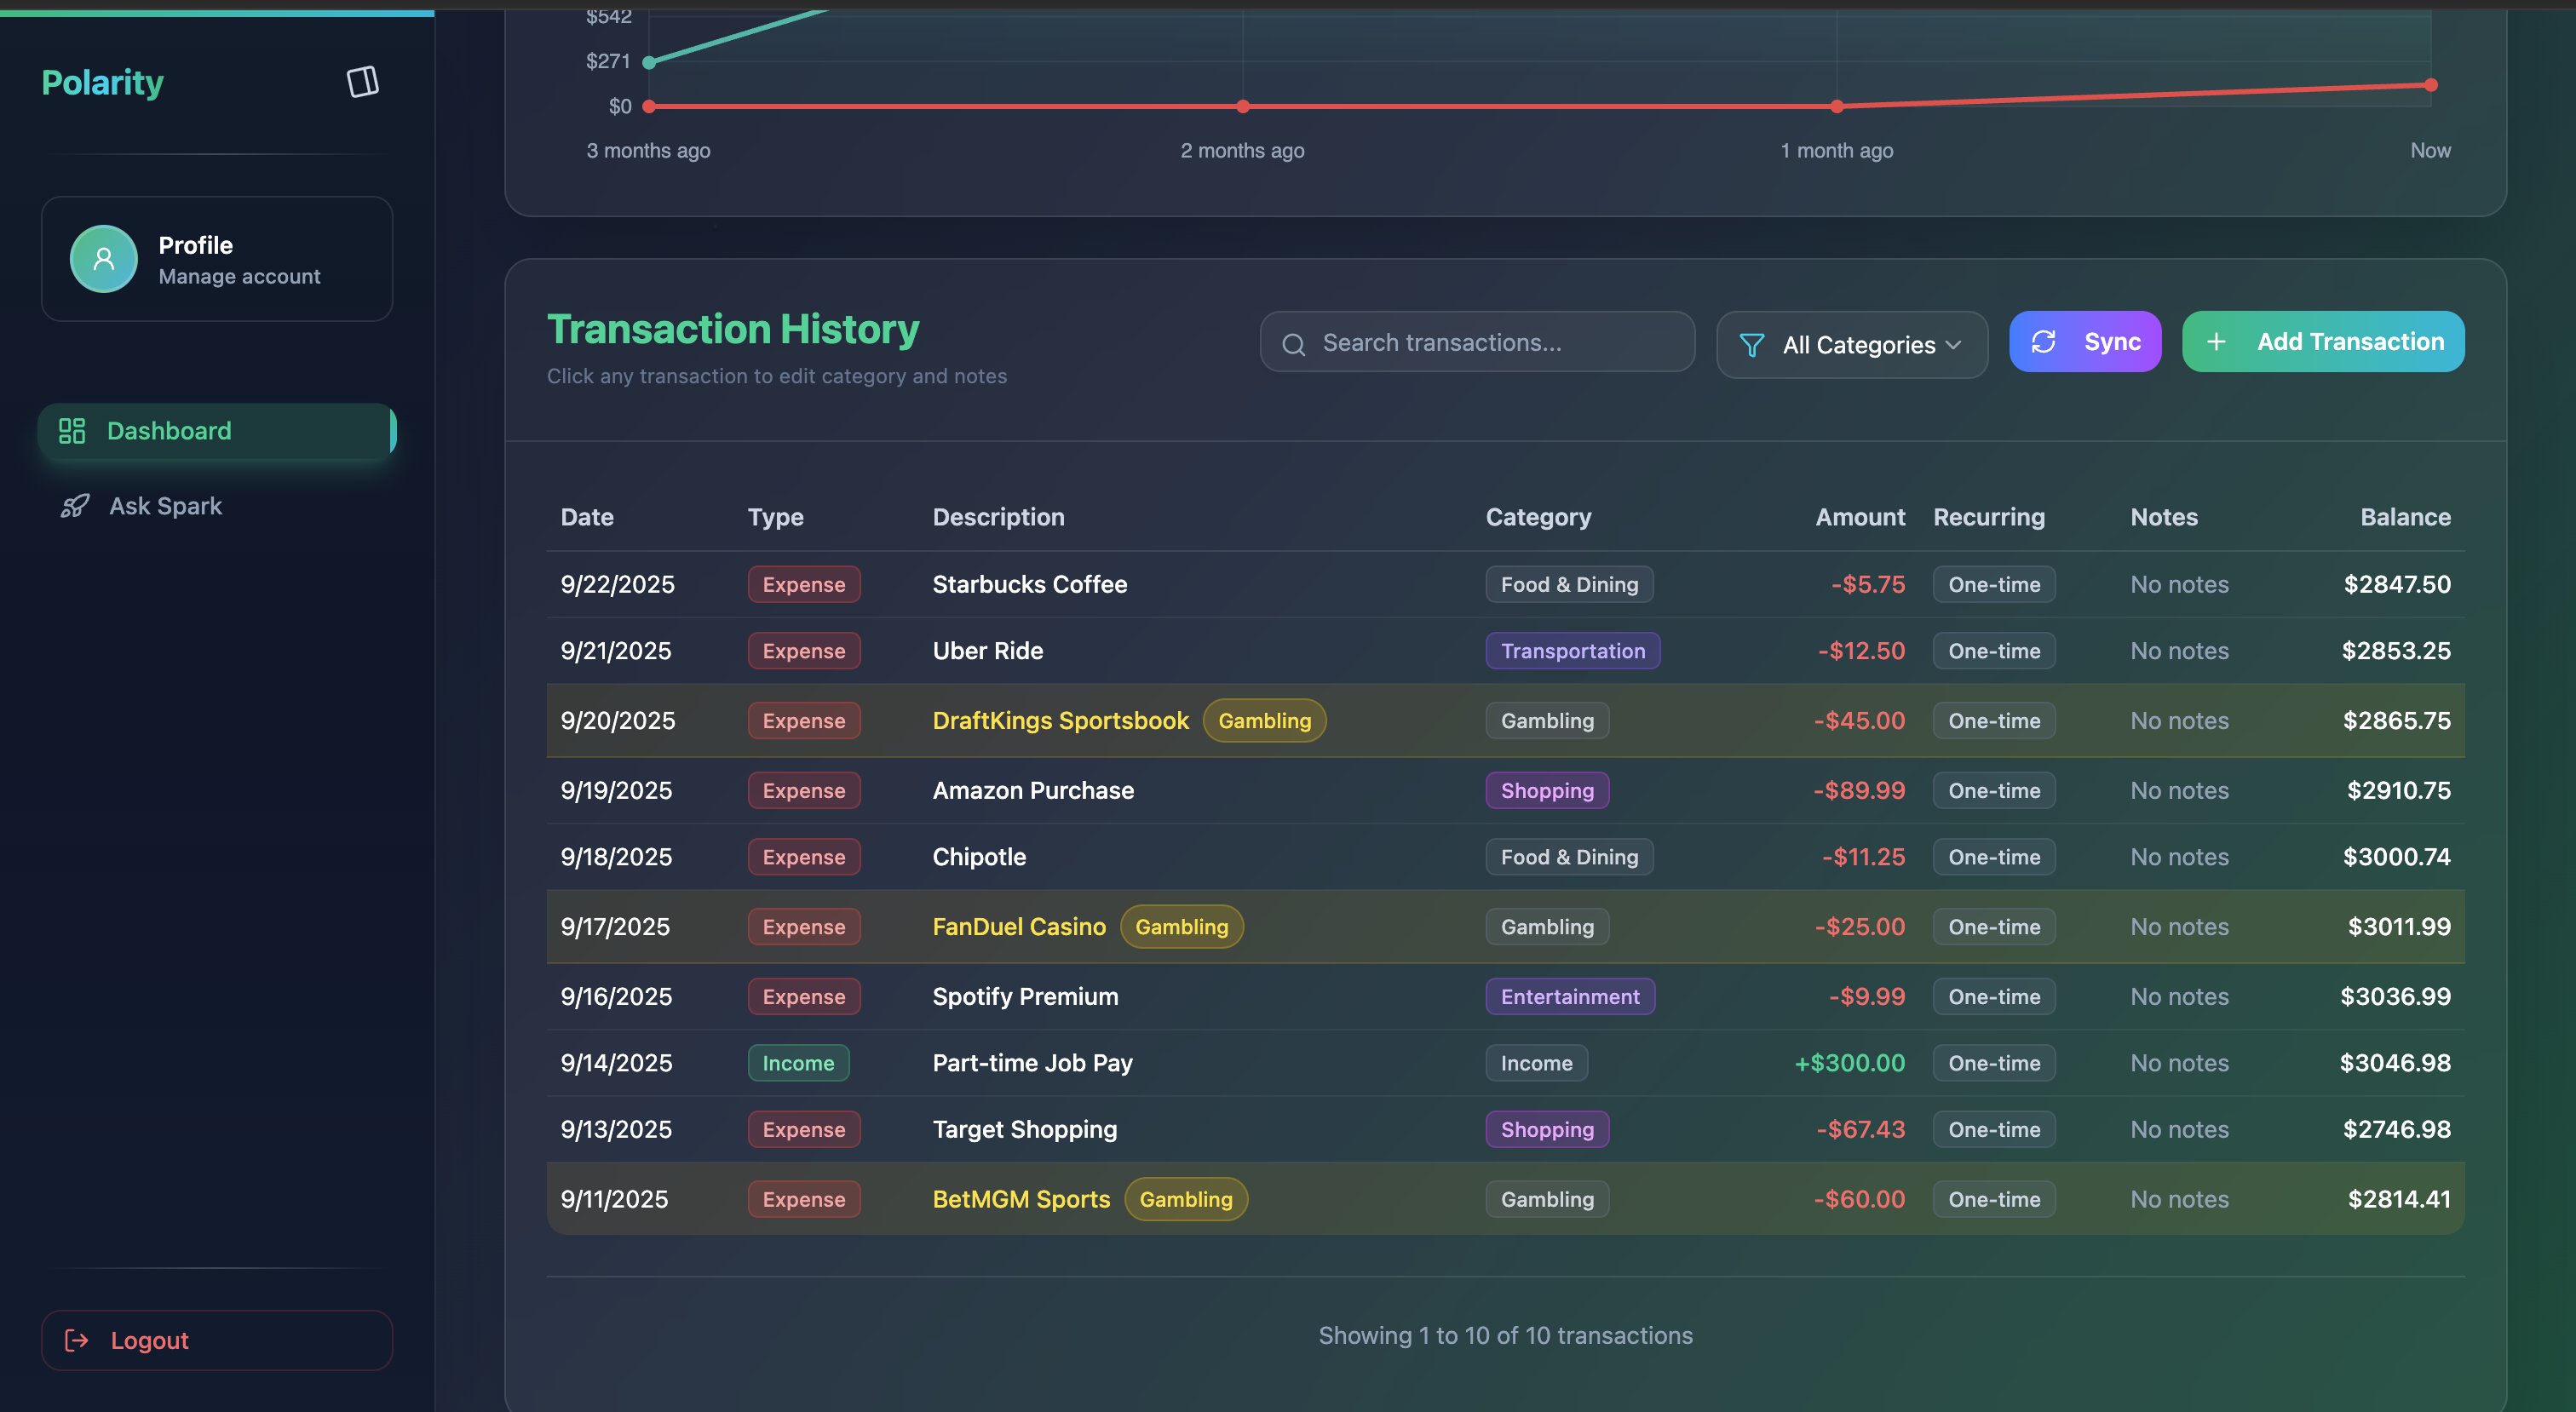 Polarity
Profile
Manage account
Dashboard
Ask Spark
Logout
$542
$271
$0
3 months ago 2 months ago 1 month ago Now
Transaction History
Click any transaction to edit category and notes
Search transactions...
All Categories
Sync
+ Add Transaction
Date Type Description Category Amount Recurring Notes Balance
9/22/2025 Expense Starbucks Coffee Food & Dining -$5.75 One-time No notes $2847.50
9/21/2025 Expense Uber Ride Transportation -$12.50 One-time No notes $2853.25
9/20/2025 Expense DraftKings Sportsbook Gambling Gambling -$45.00 One-time No notes $2865.75
9/19/2025 Expense Amazon Purchase Shopping -$89.99 One-time No notes $2910.75
9/18/2025 Expense Chipotle Food & Dining -$11.25 One-time No notes $3000.74
9/17/2025 Expense FanDuel Casino Gambling Gambling -$25.00 One-time No notes $3011.99
9/16/2025 Expense Spotify Premium Entertainment -$9.99 One-time No notes $3036.99
9/14/2025 Income Part-time Job Pay Income +$300.00 One-time No notes $3046.98
9/13/2025 Expense Target Shopping Shopping -$67.43 One-time No notes $2746.98
9/11/2025 Expense BetMGM Sports Gambling Gambling -$60.00 One-time No notes $2814.41
Showing 1 to 10 of 10 transactions